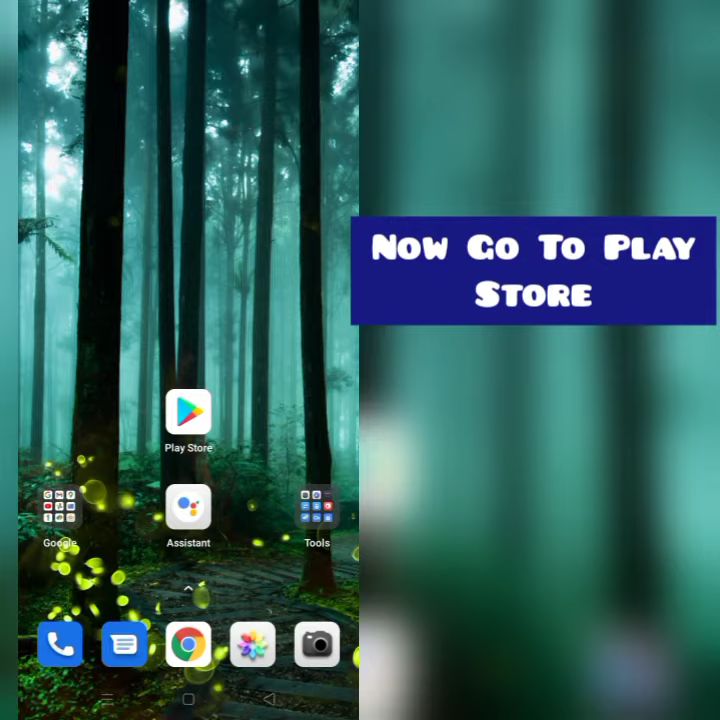 Now Go To Play
Store
Play Store
Google
Assistant
Tools